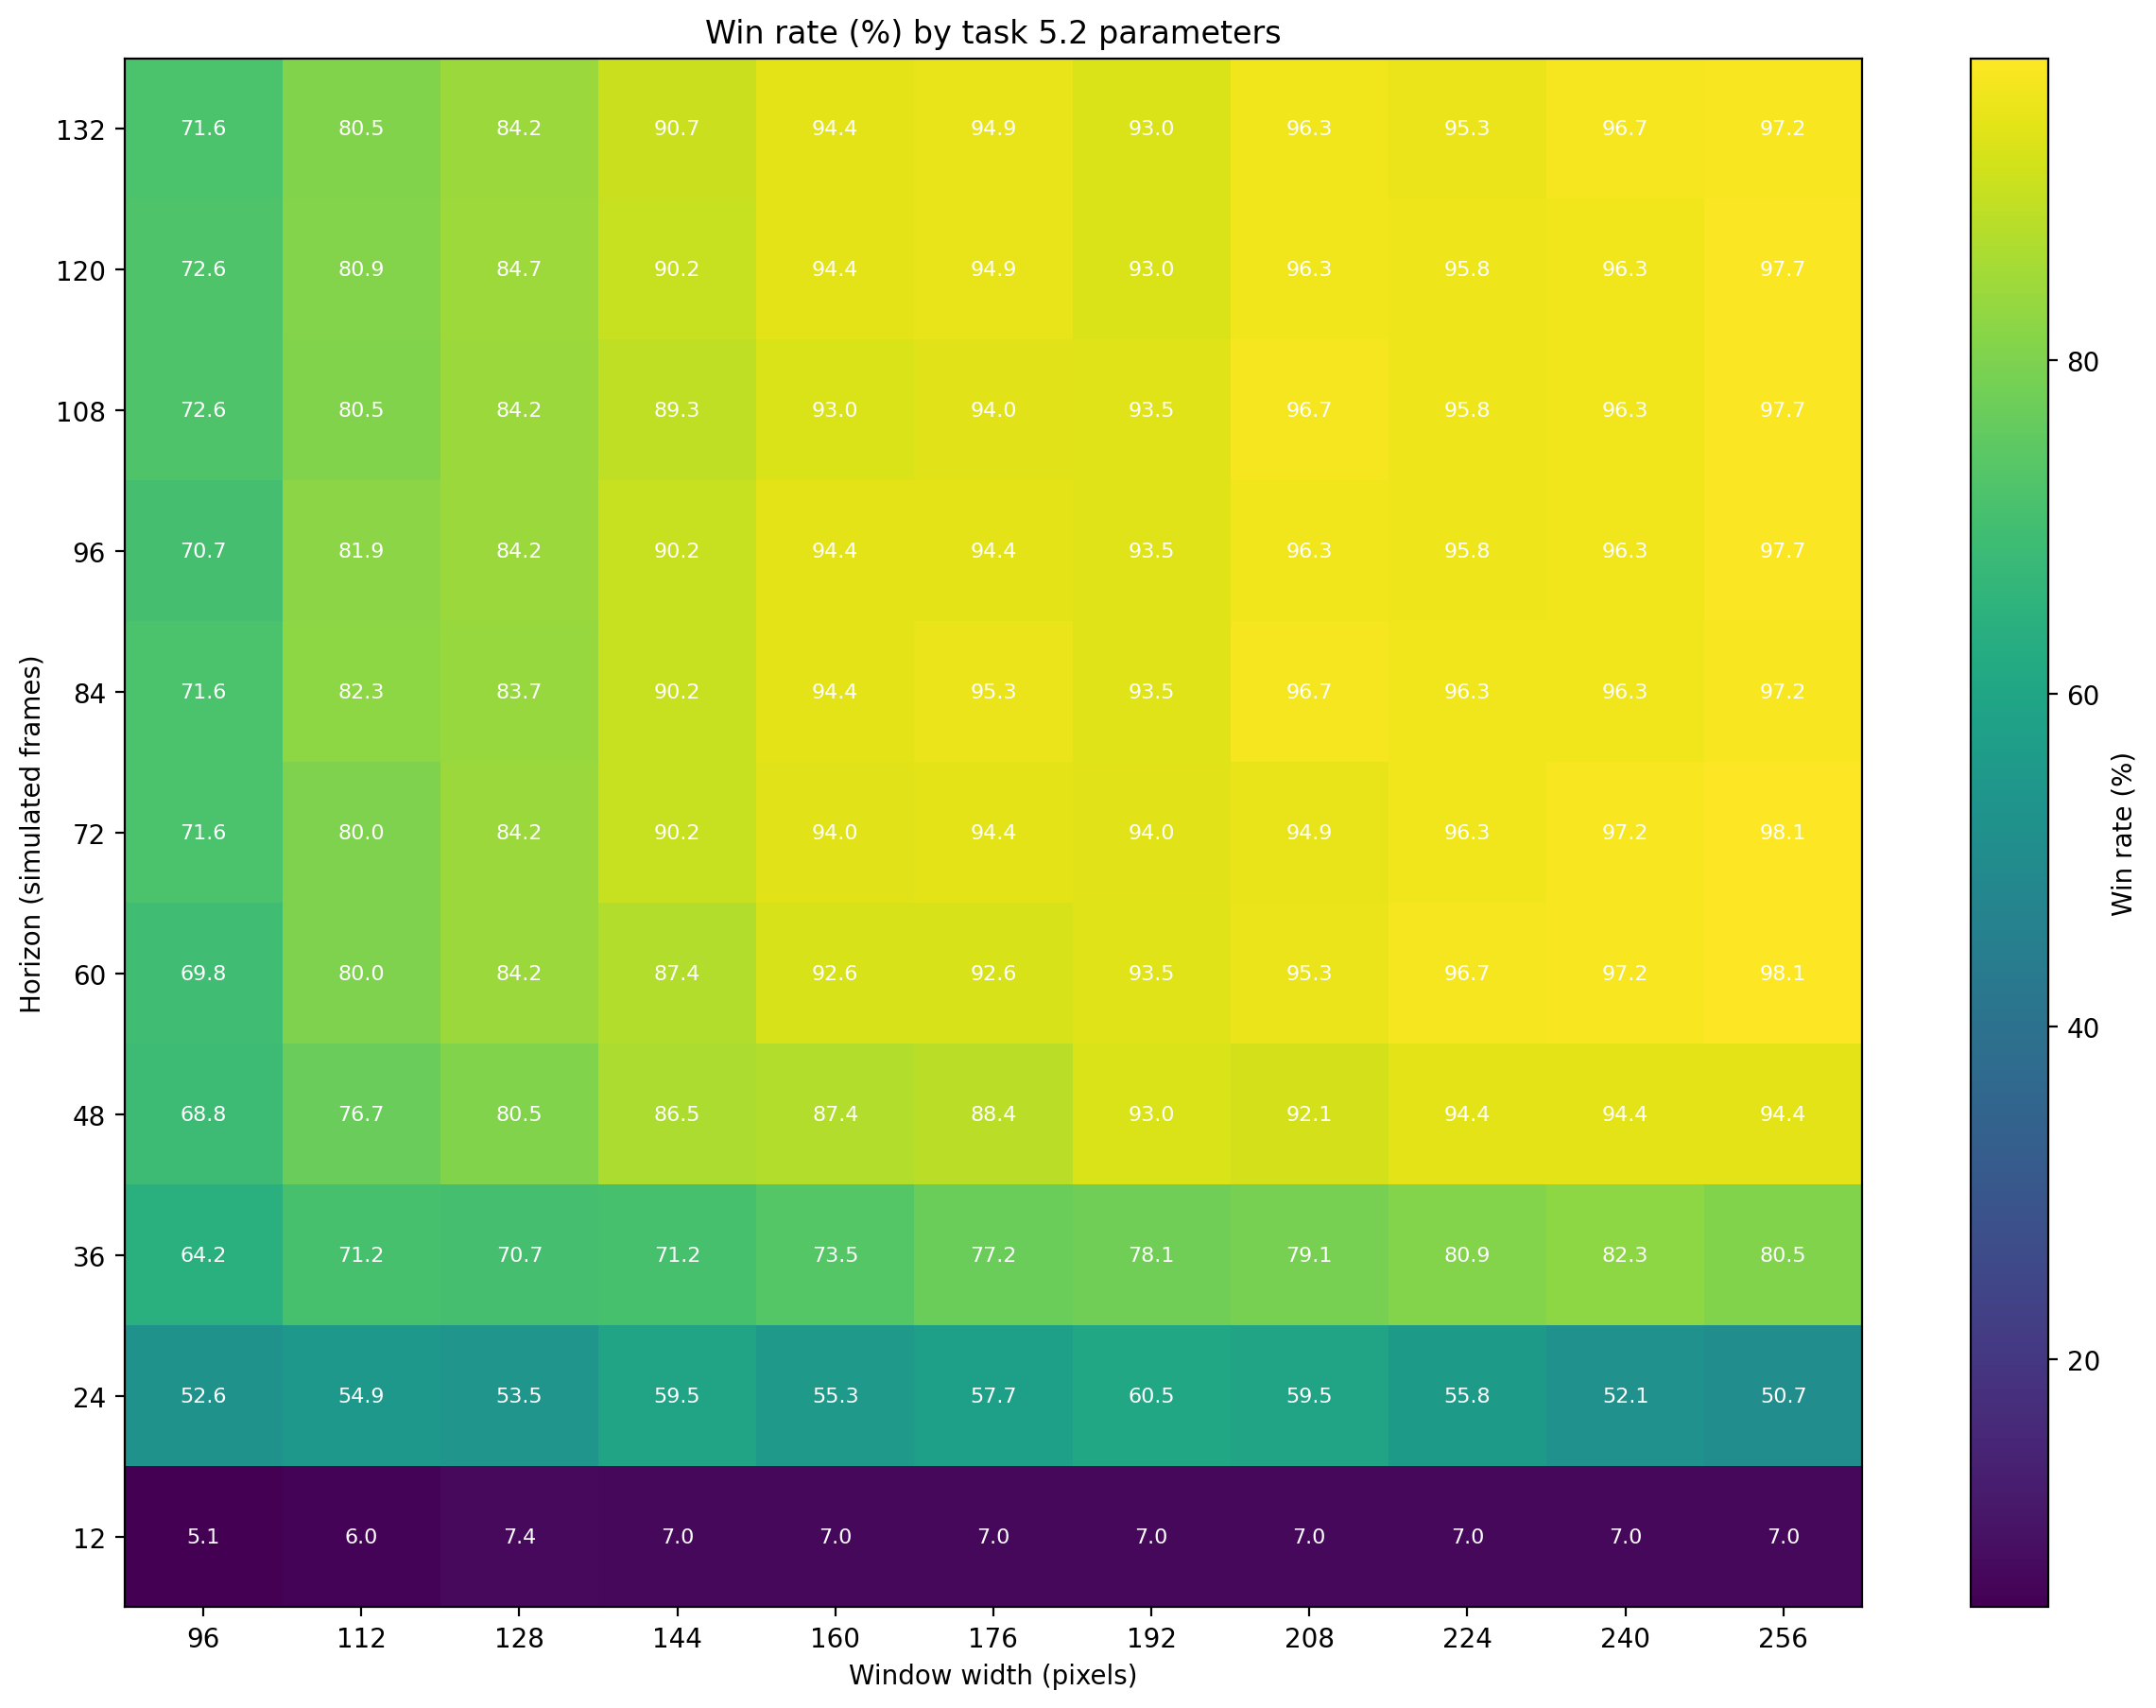 Win rate (%) by task 5.2 parameters
132 71.6 80.5 84.2 90.7 94.4 94.9 93.0 96.3 95.3 96.7 97.2
120 72.6 80.9 84.7 90.2 94.4 94.9 93.0 96.3 95.8 96.3 97.7
108 72.6 80.5 84.2 89.3 93.0 94.0 93.5 96.7 95.8 96.3 97.7
96 70.7 81.9 84.2 90.2 94.4 94.4 93.5 96.3 95.8 96.3 97.7
84 71.6 82.3 83.7 90.2 94.4 95.3 93.5 96.7 96.3 96.3 97.2
72 71.6 80.0 84.2 90.2 94.0 94.4 94.0 94.9 96.3 97.2 98.1
60 69.8 80.0 84.2 87.4 92.6 92.6 93.5 95.3 96.7 97.2 98.1
48 68.8 76.7 80.5 86.5 87.4 88.4 93.0 92.1 94.4 94.4 94.4
36 64.2 71.2 70.7 71.2 73.5 77.2 78.1 79.1 80.9 82.3 80.5
24 52.6 54.9 53.5 59.5 55.3 57.7 60.5 59.5 55.8 52.1 50.7
12 5.1 6.0 7.4 7.0 7.0 7.0 7.0 7.0 7.0 7.0 7.0
96 112 128 144 160 176 192 208 224 240 256
Window width (pixels)
Horizon (simulated frames)
80
60
40
20
Win rate (%)